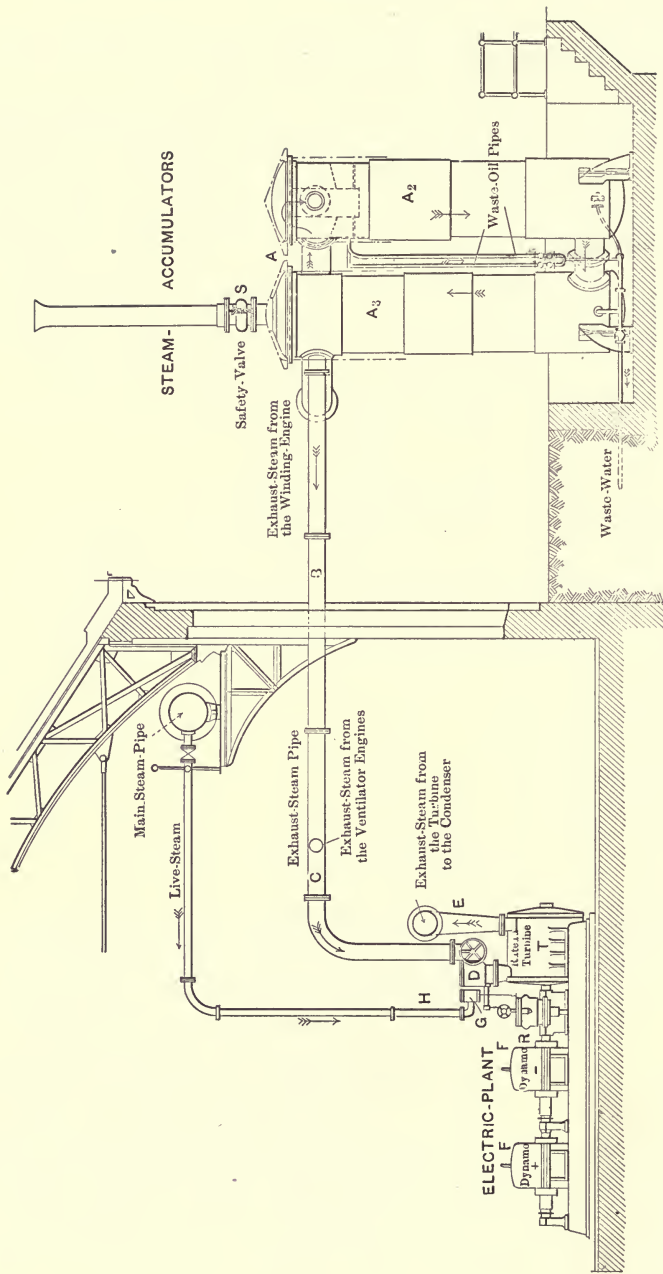 STEAM-
ACCUMULATORS
S
Safety-Valve
A
A3
A2
Waste-Oil Pipes
Waste-Water
Exhaust-Steam from
the Winding-Engine
B
Main Steam-Pipe
Live-Steam
Exhaust-Steam Pipe
Exhaust-Steam from
the Ventilator Engines
C
Exhaust-Steam from
the Turbine
to the Condenser
E
D
H
G
Turbine
T
ELECTRIC-PLANT
R
F
Dynamo
-
F
Dynamo
+